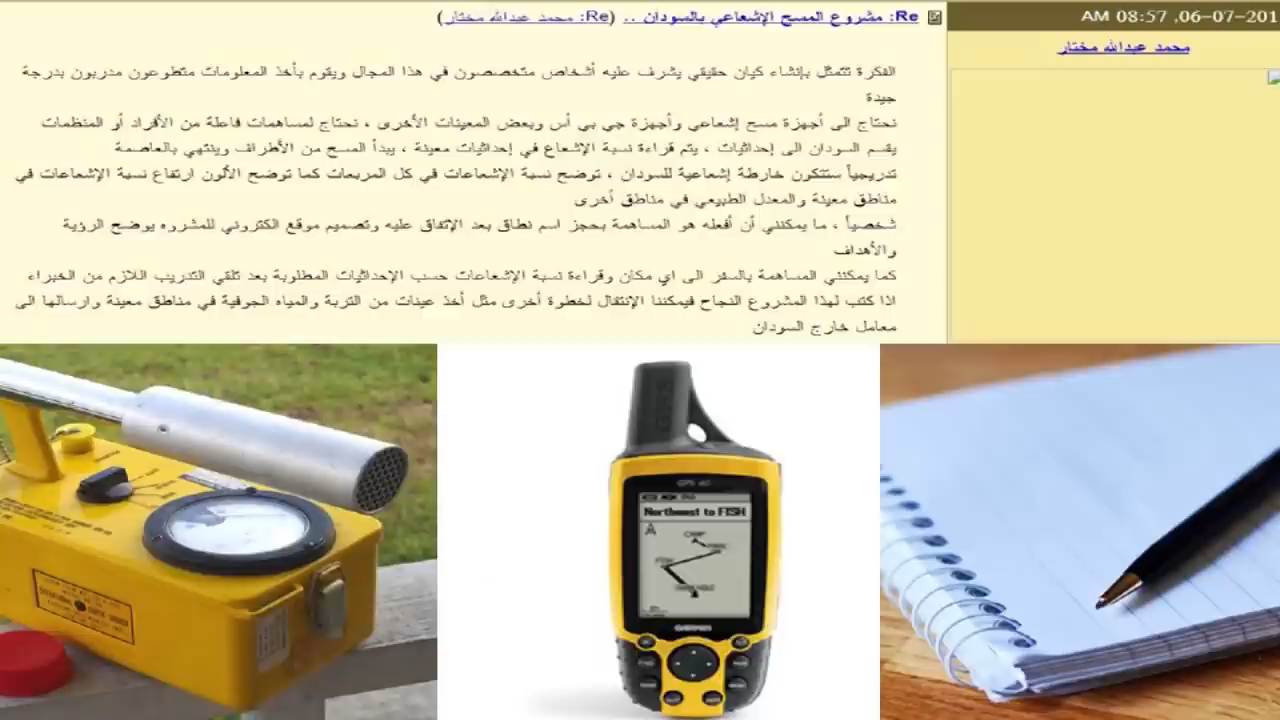 Re: مشروع المسح الإشعاعي بالسودان .. (Re: محمد عبدالله مختار)
06-07-201, 08:57 AM
محمد عبدالله مختار
الفكرة تتمثل بإنشاء كيان حقيقي يشرف عليه أشخاص متخصصون في هذا المجال ويقوم بأخذ المعلومات متطوعون مدربون بدرجة
جيدة
نحتاج الى أجهزة مسح إشعاعي وأجهزة جي بي أس وبعض المعينات الأخرى ، نحتاج لمساهمات فاعلة من الأفراد أو المنظمات
يقسم السودان الى إحداثيات ، يتم قراءة نسبة الإشعاع في إحداثيات معينة ، يبدأ المسح من الأطراف وينتهي بالعاصمة
تدريجياً ستتكون خارطة إشعاعية للسودان ، توضح نسبة الإشعاعات في كل المربعات كما توضح الألون ارتفاع نسبة الإشعاعات في
مناطق معينة والمعدل الطبيعي في مناطق أخرى
شخصياً ، ما يمكنني أن أفعله هو المساهمة بحجز اسم نطاق بعد الإتفاق عليه وتصميم موقع الكتروني للمشروه يوضح الرؤية
والأهداف
كما يمكنني المساهمة بالسفر الى اي مكان وقراءة نسبة الإشعاعات حسب الإحداثيات المطلوبة بعد تلقي التدريب اللازم من الخبراء
اذا كتب لهذا المشروع النجاح فيمكننا الإنتقال لخطوة أخرى مثل أخذ عينات من التربة والمياه الجوفية في مناطق معينة وارسالها الى
معامل خارج السودان
GPS 60
Northwest to FISH
GARMIN